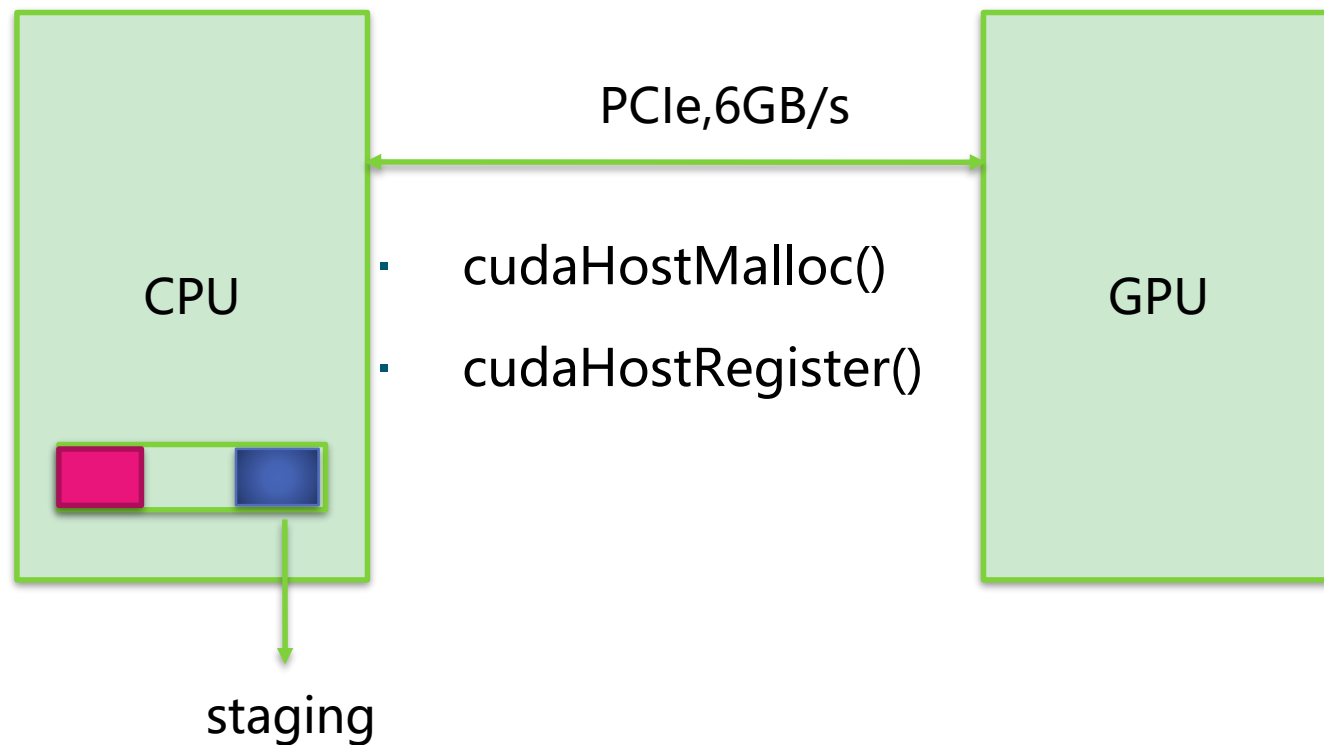 PCIe,6GB/s
CPU
▪ cudaHostMalloc()
▪ cudaHostRegister()
GPU
staging